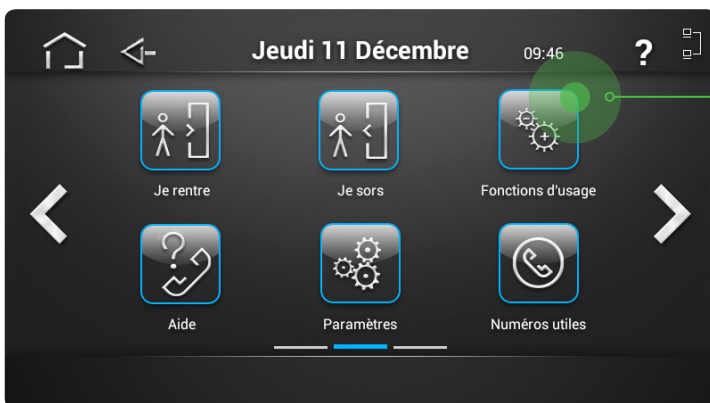 Jeudi 11 Décembre 09:46 ?
Je rentre Je sors Fonctions d'usage
Aide Paramètres Numéros utiles